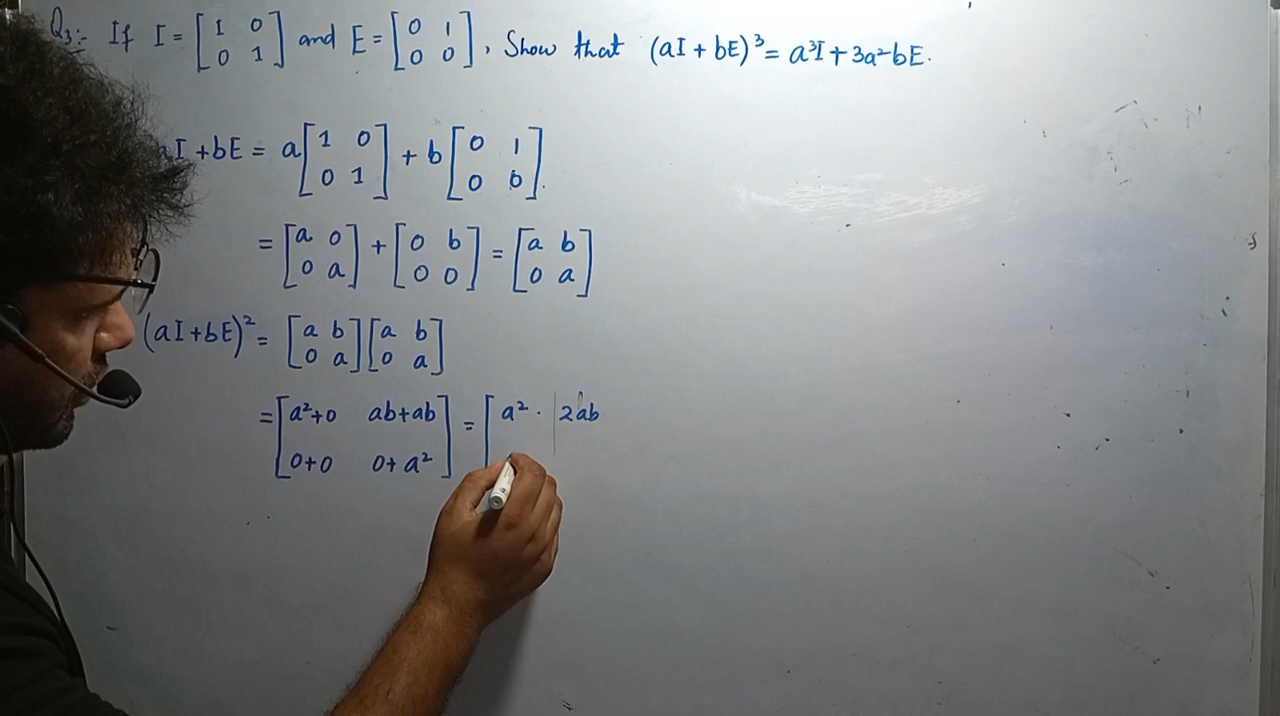 Q3:- If I = [1 0 0 1] and E = [0 1 0 0], Show that (aI + bE)³ = a³I + 3a²bE.
aI + bE = a[1 0 0 1] + b[0 1 0 0].
= [a 0 0 a] + [0 b 0 0] = [a b 0 a]
(aI + bE)² = [a b 0 a][a b 0 a]
= [a²+0 ab+ab 0+0 0+a²] = [a² · 2ab